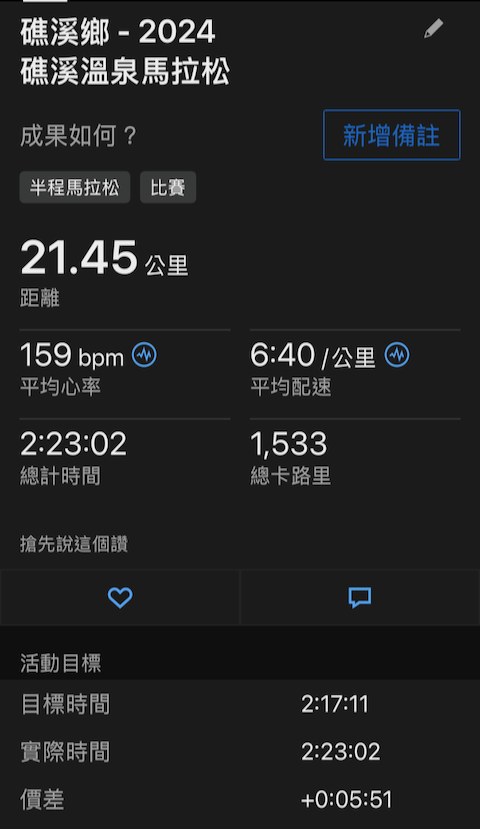 礁溪鄉 - 2024
礁溪溫泉馬拉松
成果如何？
新增備註
半程馬拉松 比賽
21.45 公里
距離
159 bpm 6:40 /公里
平均心率 平均配速
2:23:02 1,533
總計時間 總卡路里
搶先說這個讚
活動目標
目標時間 2:17:11
實際時間 2:23:02
價差 +0:05:51